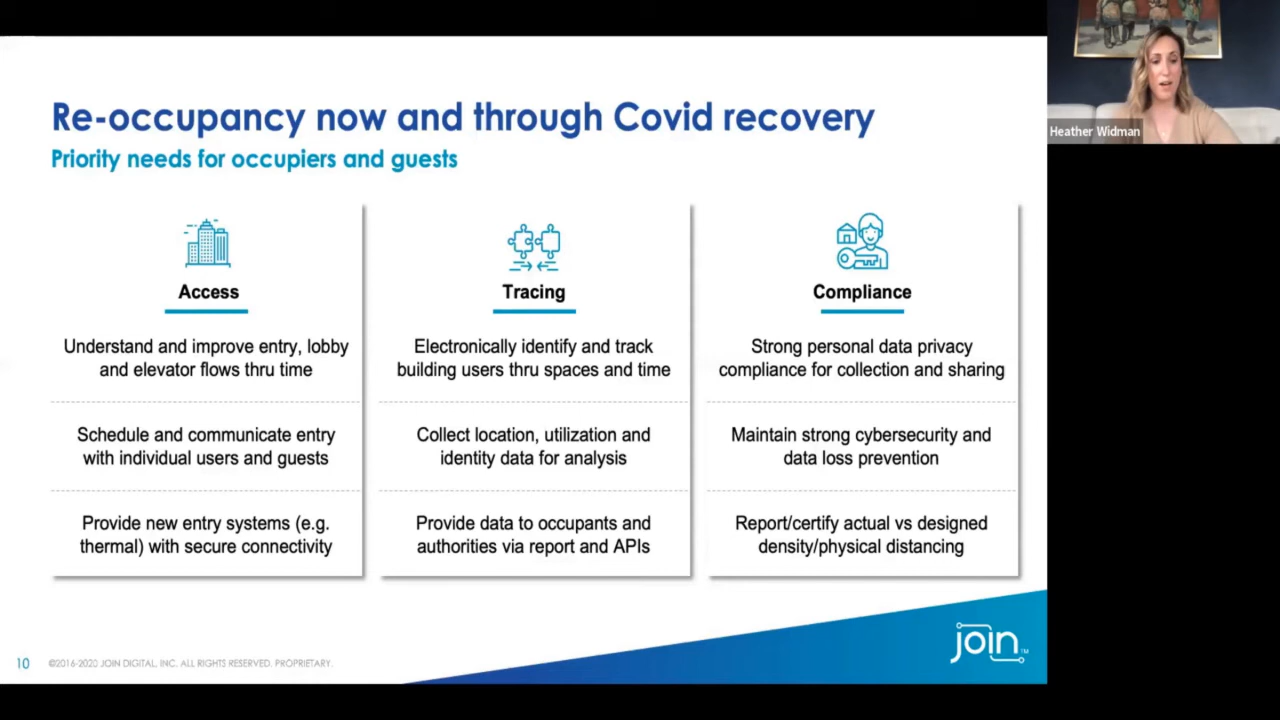 Re-occupancy now and through Covid recovery
Priority needs for occupiers and guests
Heather Widman
Access
Understand and improve entry, lobby
and elevator flows thru time
Schedule and communicate entry
with individual users and guests
Provide new entry systems (e.g.
thermal) with secure connectivity
Tracing
Electronically identify and track
building users thru spaces and time
Collect location, utilization and
identity data for analysis
Provide data to occupants and
authorities via report and APIs
Compliance
Strong personal data privacy
compliance for collection and sharing
Maintain strong cybersecurity and
data loss prevention
Report/certify actual vs designed
density/physical distancing
10 ©2016-2020 JOIN DIGITAL, INC. ALL RIGHTS RESERVED. PROPRIETARY.
join™